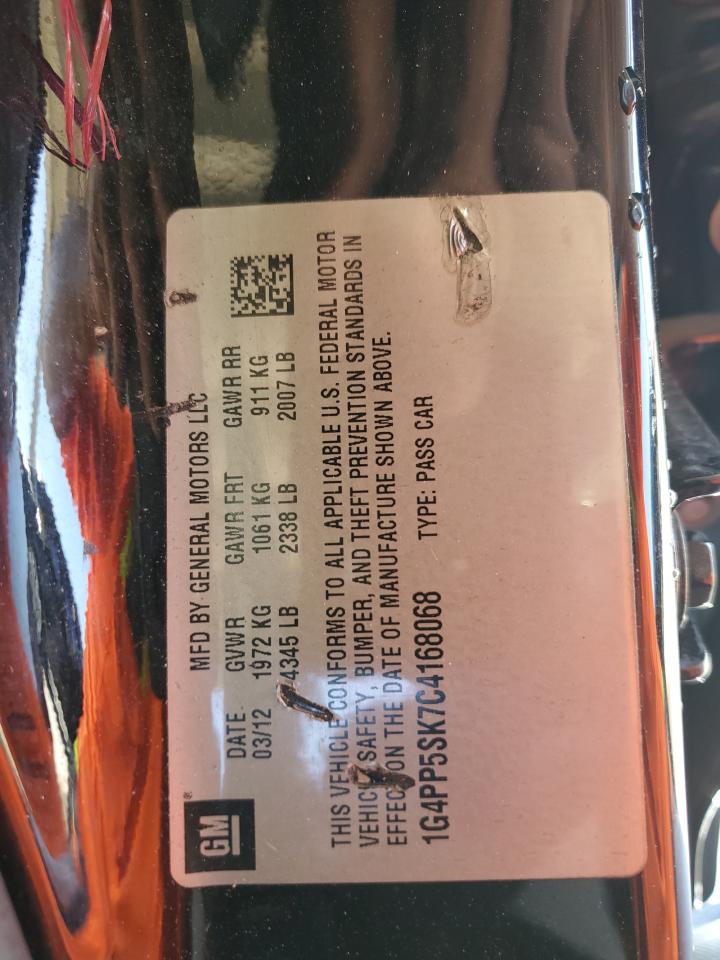 GM
MFD BY GENERAL MOTORS LLC
DATE GVWR GAWR FRT GAWR RR
03/12 1972 KG 1061 KG 911 KG
4345 LB 2338 LB 2007 LB
THIS VEHICLE CONFORMS TO ALL APPLICABLE U.S. FEDERAL MOTOR
VEHICLE SAFETY, BUMPER, AND THEFT PREVENTION STANDARDS IN
EFFECT ON THE DATE OF MANUFACTURE SHOWN ABOVE.
1G4PP5SK7C4168068 TYPE: PASS CAR